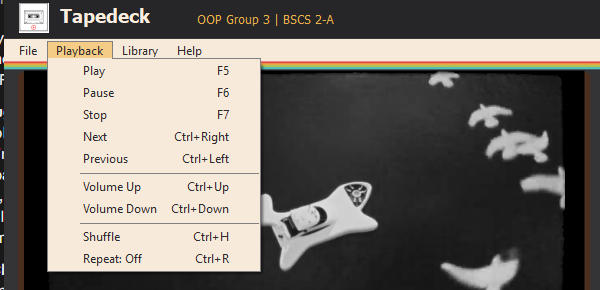 Tapedeck
OOP Group 3 | BSCS 2-A
File Playback Library Help
Play F5
Pause F6
Stop F7
Next Ctrl+Right
Previous Ctrl+Left
Volume Up Ctrl+Up
Volume Down Ctrl+Down
Shuffle Ctrl+H
Repeat: Off Ctrl+R